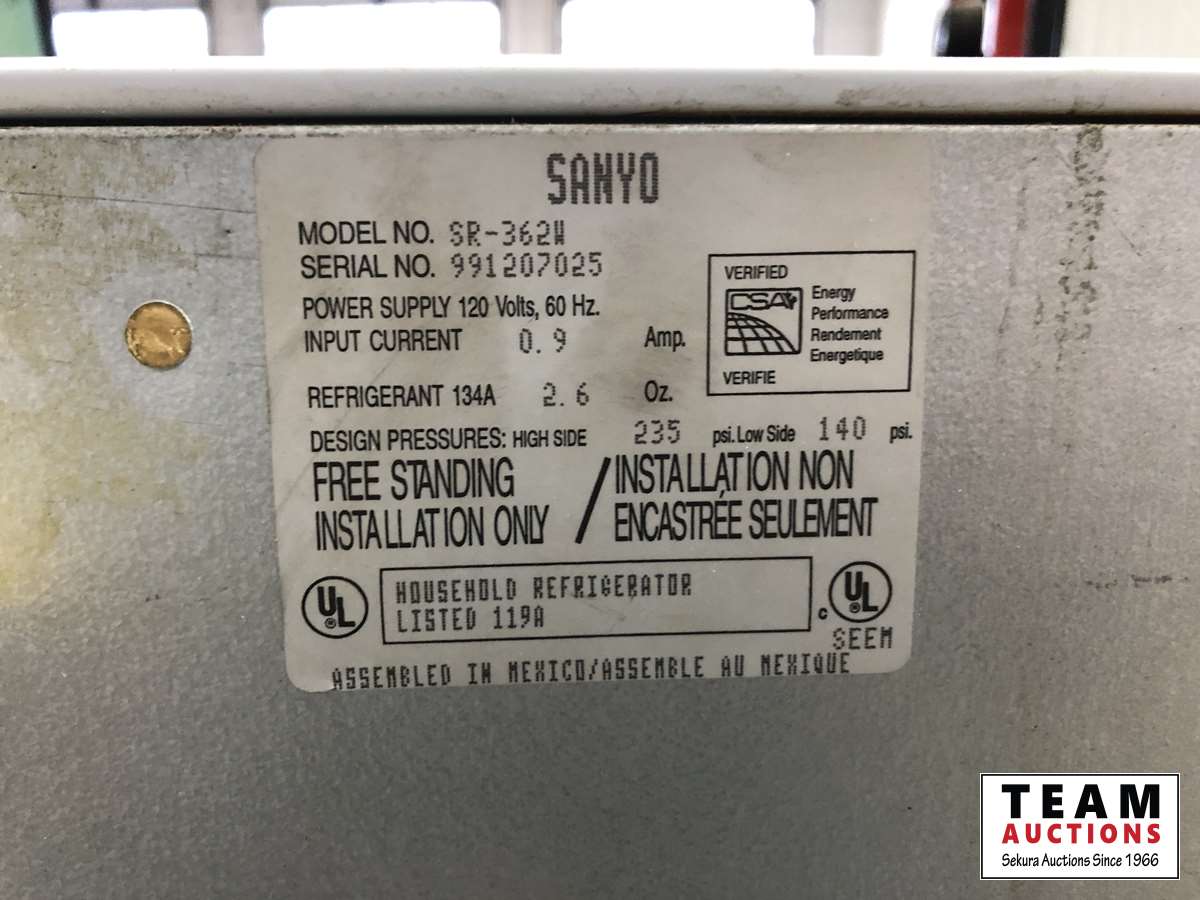 SANYO
MODEL NO. SR-362W
SERIAL NO. 991207025
POWER SUPPLY 120 Volts, 60 Hz.
INPUT CURRENT 0.9 Amp.
REFRIGERANT 134A 2.6 Oz.
DESIGN PRESSURES: HIGH SIDE 235 psi. Low Side 140 psi.
VERIFIED
CSA
Energy
Performance
Rendement
Energetique
VERIFIE
FREE STANDING
INSTALLATION ONLY
/
INSTALLATION NON
ENCASTRÉE SEULEMENT
UL
®
HOUSEHOLD REFRIGERATOR
LISTED 119A
c UL
®
SEEM
ASSEMBLED IN MEXICO/ASSEMBLE AU MEXIQUE
TEAM
AUCTIONS
Sekura Auctions Since 1966